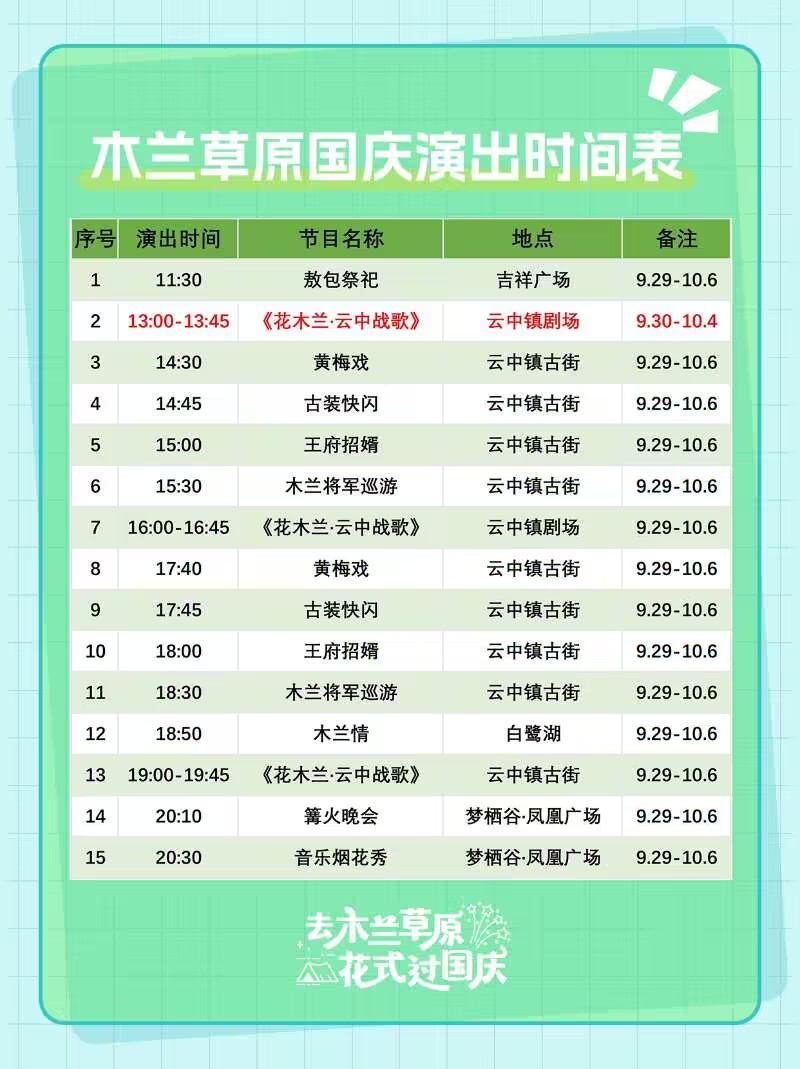 木兰草原国庆演出时间表
序号 演出时间 节目名称 地点 备注
1 11:30 敖包祭祀 吉祥广场 9.29-10.6
2 13:00-13:45 《花木兰·云中战歌》 云中镇剧场 9.30-10.4
3 14:30 黄梅戏 云中镇古街 9.29-10.6
4 14:45 古装快闪 云中镇古街 9.29-10.6
5 15:00 王府招婿 云中镇古街 9.29-10.6
6 15:30 木兰将军巡游 云中镇古街 9.29-10.6
7 16:00-16:45 《花木兰·云中战歌》 云中镇剧场 9.29-10.6
8 17:40 黄梅戏 云中镇古街 9.29-10.6
9 17:45 古装快闪 云中镇古街 9.29-10.6
10 18:00 王府招婿 云中镇古街 9.29-10.6
11 18:30 木兰将军巡游 云中镇古街 9.29-10.6
12 18:50 木兰情 白鹭湖 9.29-10.6
13 19:00-19:45 《花木兰·云中战歌》 云中镇古街 9.29-10.6
14 20:10 篝火晚会 梦栖谷·凤凰广场 9.29-10.6
15 20:30 音乐烟花秀 梦栖谷·凤凰广场 9.29-10.6
去木兰草原
花式过国庆